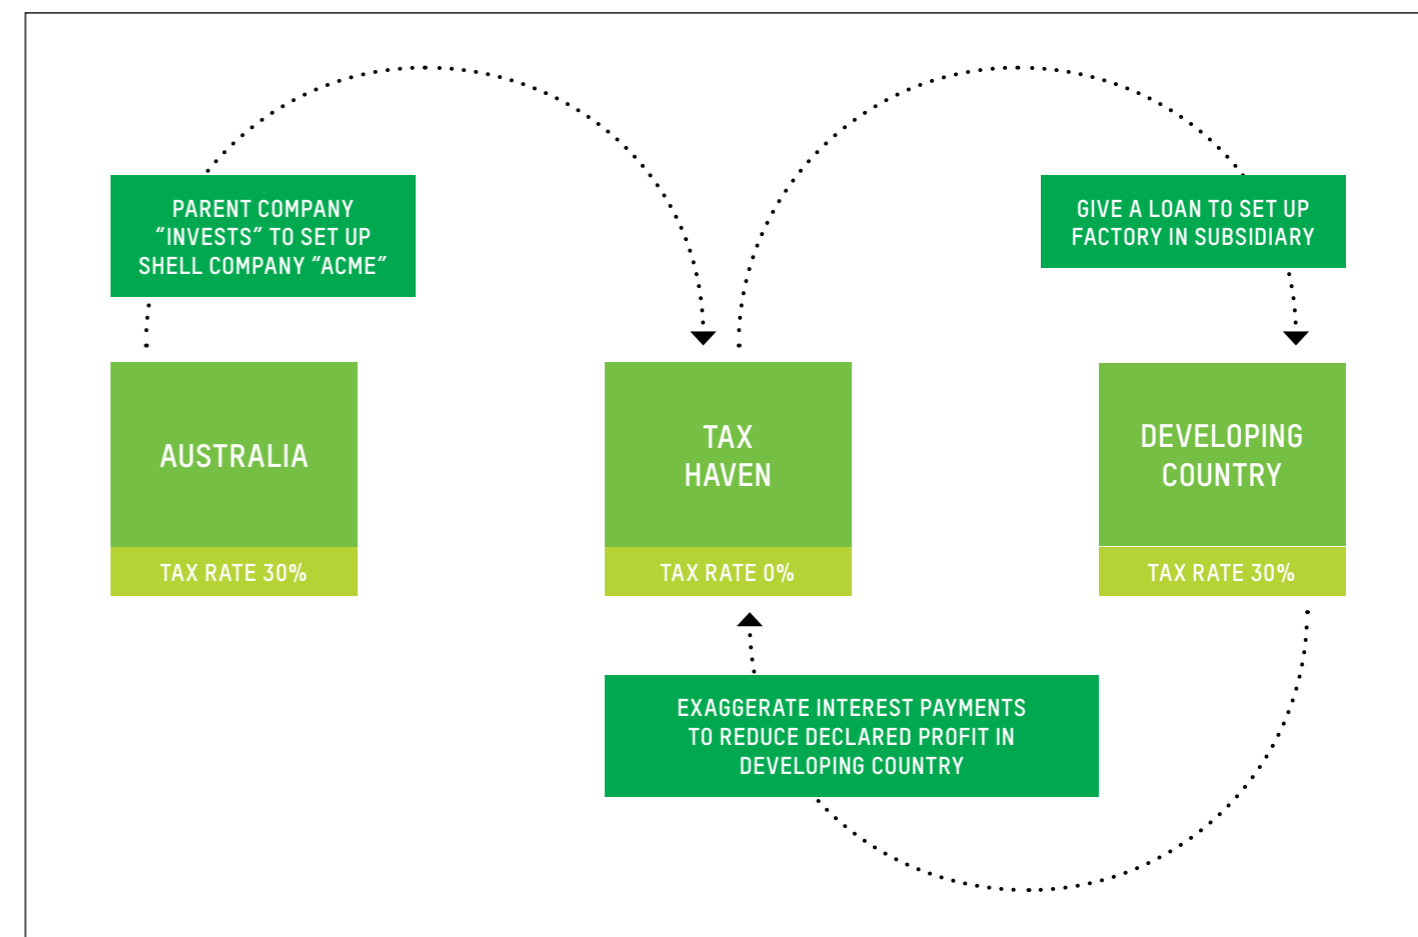 PARENT COMPANY
“INVESTS” TO SET UP
SHELL COMPANY “ACME”
GIVE A LOAN TO SET UP
FACTORY IN SUBSIDIARY
AUSTRALIA
TAX RATE 30%
TAX
HAVEN
TAX RATE 0%
DEVELOPING
COUNTRY
TAX RATE 30%
EXAGGERATE INTEREST PAYMENTS
TO REDUCE DECLARED PROFIT IN
DEVELOPING COUNTRY